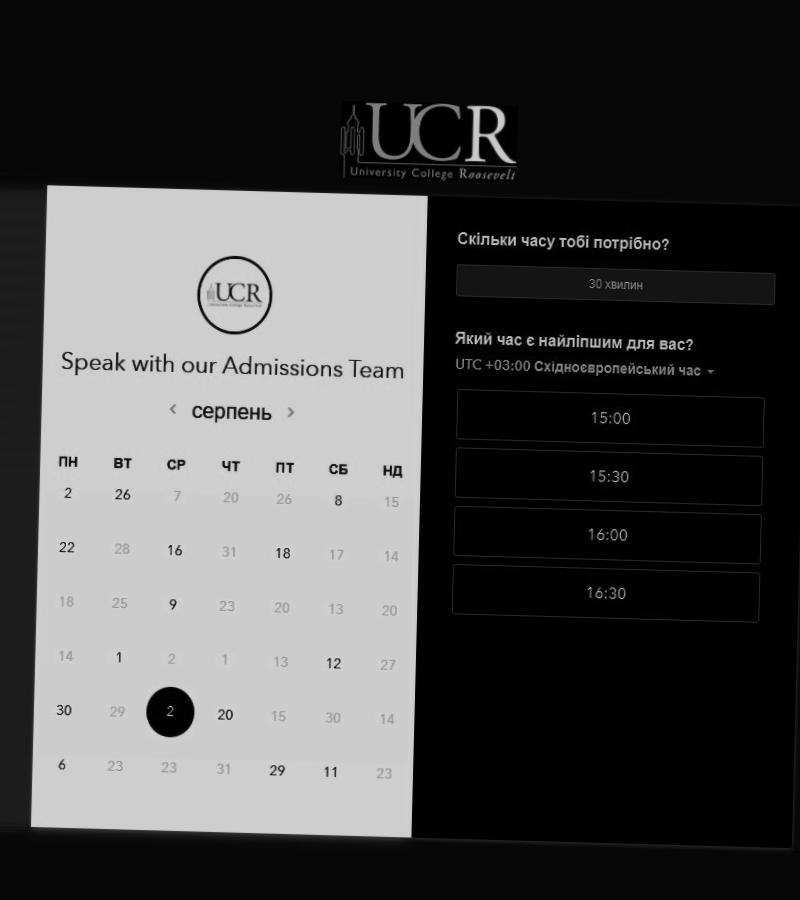 UCR
University College Roosevelt
UCR
University College Roosevelt
Speak with our Admissions Team
серпень
ПН ВТ СР ЧТ ПТ СБ НД
2 26 7 20 26 8 15
22 28 16 31 18 17 14
18 25 9 23 20 13 20
14 1 2 1 13 12 27
30 29 2 20 15 30 14
6 23 23 31 29 11 23
Скільки часу тобі потрібно?
30 хвилин
Який час є найліпшим для вас?
UTC +03:00 Східноєвропейський час
15:00
15:30
16:00
16:30